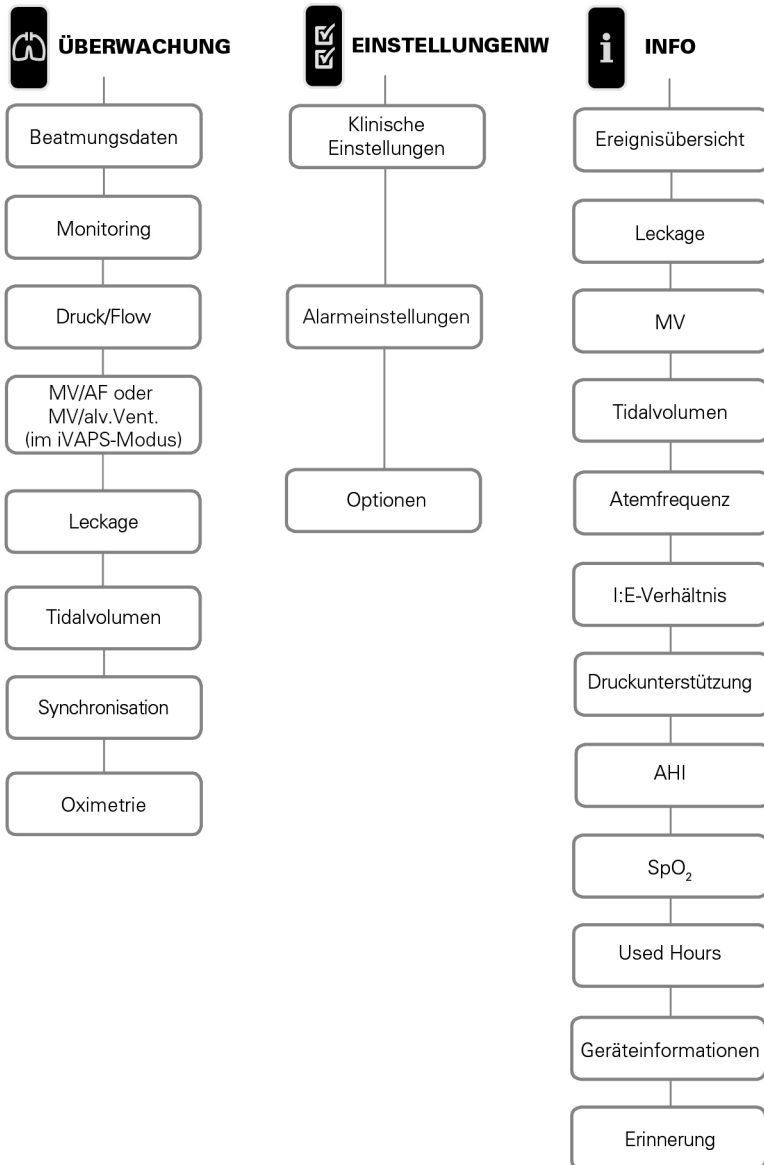 ÜBERWACHUNG
Beatmungsdaten
Monitoring
Druck/Flow
MV/AF oder
MV/alv.Vent.
(im iVAPS-Modus)
Leckage
Tidalvolumen
Synchronisation
Oximetrie
EINSTELLUNGENW
Klinische
Einstellungen
Alarmeinstellungen
Optionen
i INFO
Ereignisübersicht
Leckage
MV
Tidalvolumen
Atemfrequenz
I:E-Verhältnis
Druckunterstützung
AHI
SpO₂
Used Hours
Geräteinformationen
Erinnerung